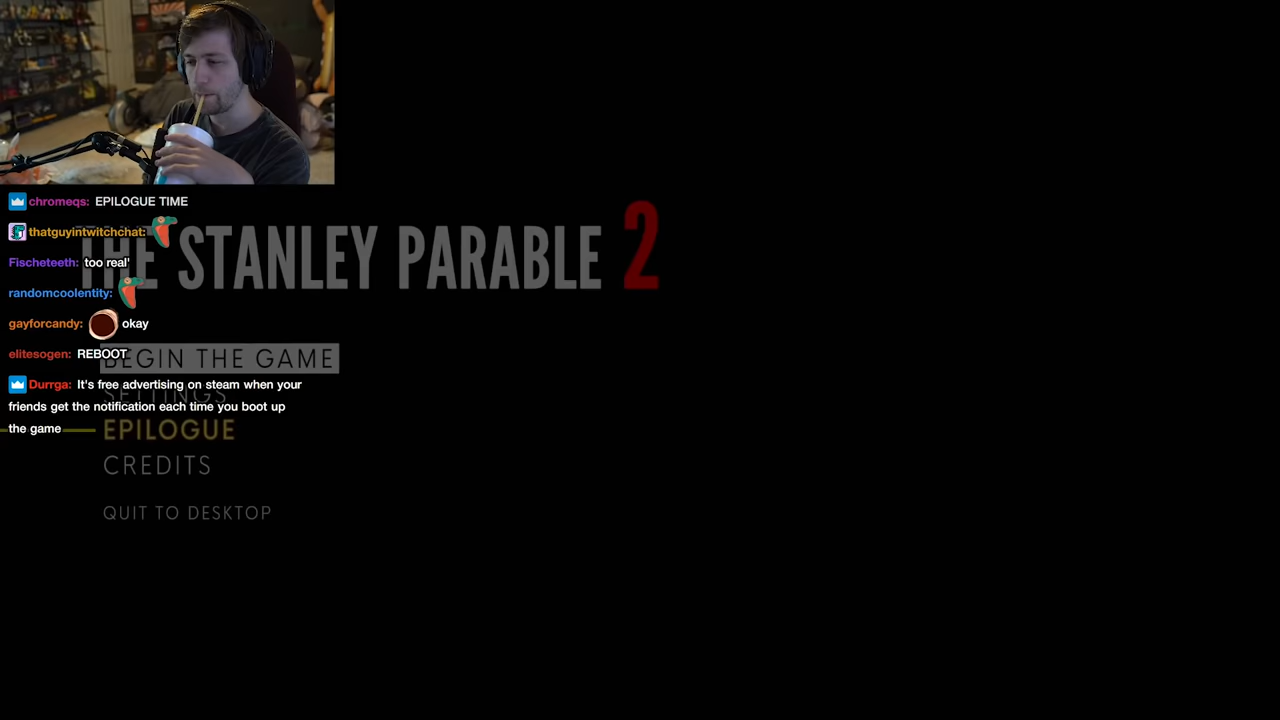 chromeqs: EPILOGUE TIME
thatguyintwitchchat:
THE STANLEY PARABLE 2
Fischeteeth: too real'
randomcoolentity:
gayforcandy: okay
elitesogen: REBOOT
BEGIN THE GAME
Durrga: It's free advertising on steam when your
friends get the notification each time you boot up
the game
SETTINGS
EPILOGUE
CREDITS
QUIT TO DESKTOP